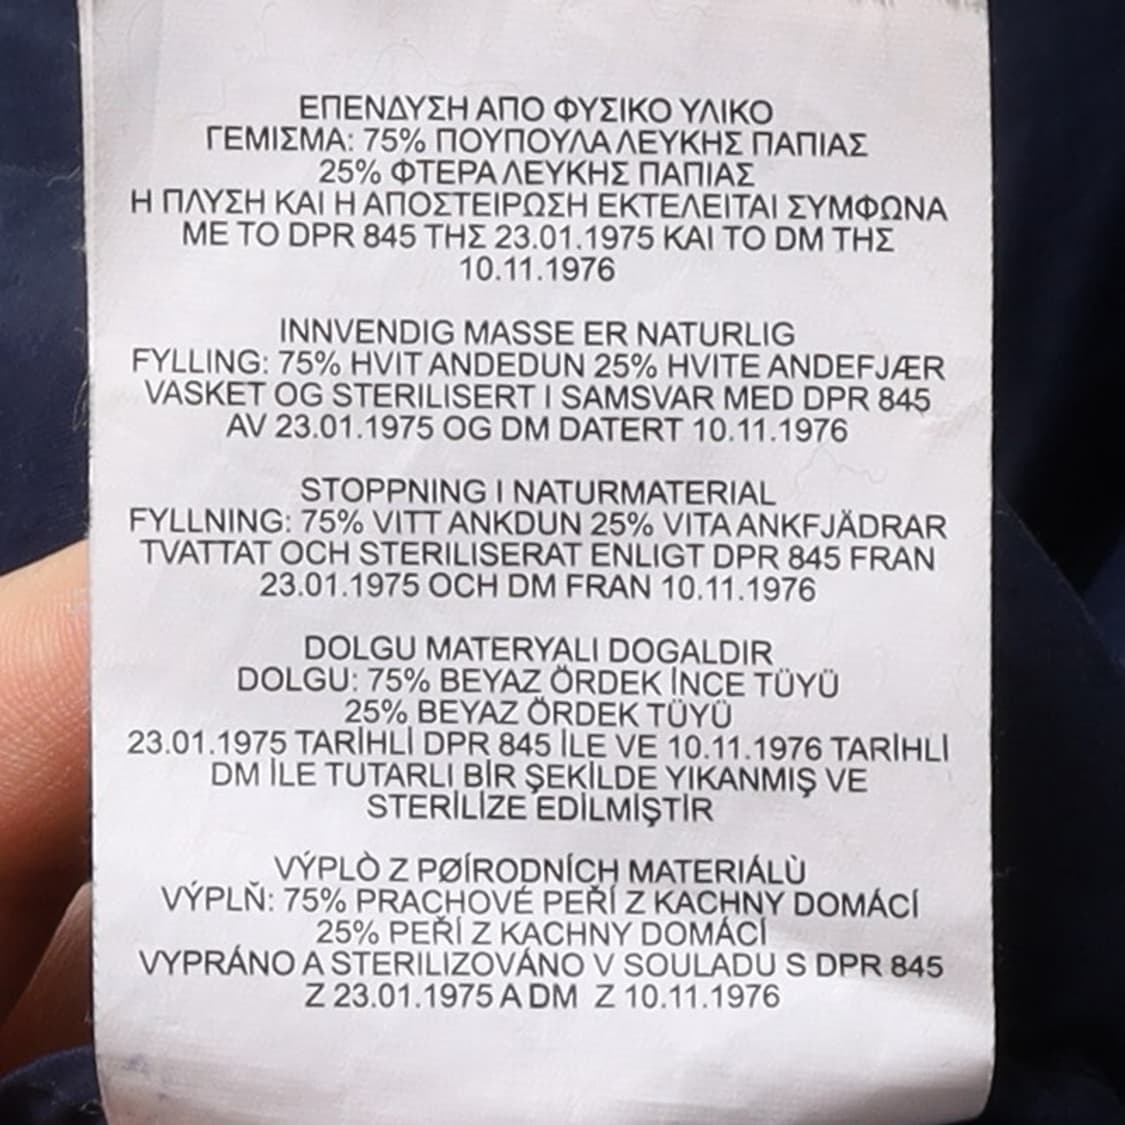 ΕΠΕΝΔΥΣΗ ΑΠΟ ΦΥΣΙΚΟ ΥΛΙΚΟ
ΓΕΜΙΣΜΑ: 75% ΠΟΥΠΟΥΛΑ ΛΕΥΚΗΣ ΠΑΠΙΑΣ
25% ΦΤΕΡΑ ΛΕΥΚΗΣ ΠΑΠΙΑΣ
Η ΠΛΥΣΗ ΚΑΙ Η ΑΠΟΣΤΕΙΡΩΣΗ ΕΚΤΕΛΕΙΤΑΙ ΣΥΜΦΩΝΑ
ΜΕ ΤΟ DPR 845 ΤΗΣ 23.01.1975 ΚΑΙ ΤΟ DM ΤΗΣ
10.11.1976
INNVENDIG MASSE ER NATURLIG
FYLLING: 75% HVIT ANDEDUN 25% HVITE ANDEFJÆR
VASKET OG STERILISERT I SAMSVAR MED DPR 845
AV 23.01.1975 OG DM DATERT 10.11.1976
STOPPNING I NATURMATERIAL
FYLLNING: 75% VITT ANKDUN 25% VITA ANKFJÄDRAR
TVATTAT OCH STERILISERAT ENLIGT DPR 845 FRAN
23.01.1975 OCH DM FRAN 10.11.1976
DOLGU MATERYALI DOGALDIR
DOLGU: 75% BEYAZ ÖRDEK İNCE TÜYÜ
25% BEYAZ ÖRDEK TÜYÜ
23.01.1975 TARİHLİ DPR 845 İLE VE 10.11.1976 TARİHLİ
DM İLE TUTARLI BİR ŞEKİLDE YIKANMIŞ VE
STERİLİZE EDİLMİŞTİR
VÝPLÒ Z PØÍRODNÍCH MATERIÁLÙ
VÝPLŇ: 75% PRACHOVÉ PEŘÍ Z KACHNY DOMÁCÍ
25% PEŘÍ Z KACHNY DOMÁCÍ
VYPRÁNO A STERILIZOVÁNO V SOULADU S DPR 845
Z 23.01.1975 A DM Z 10.11.1976